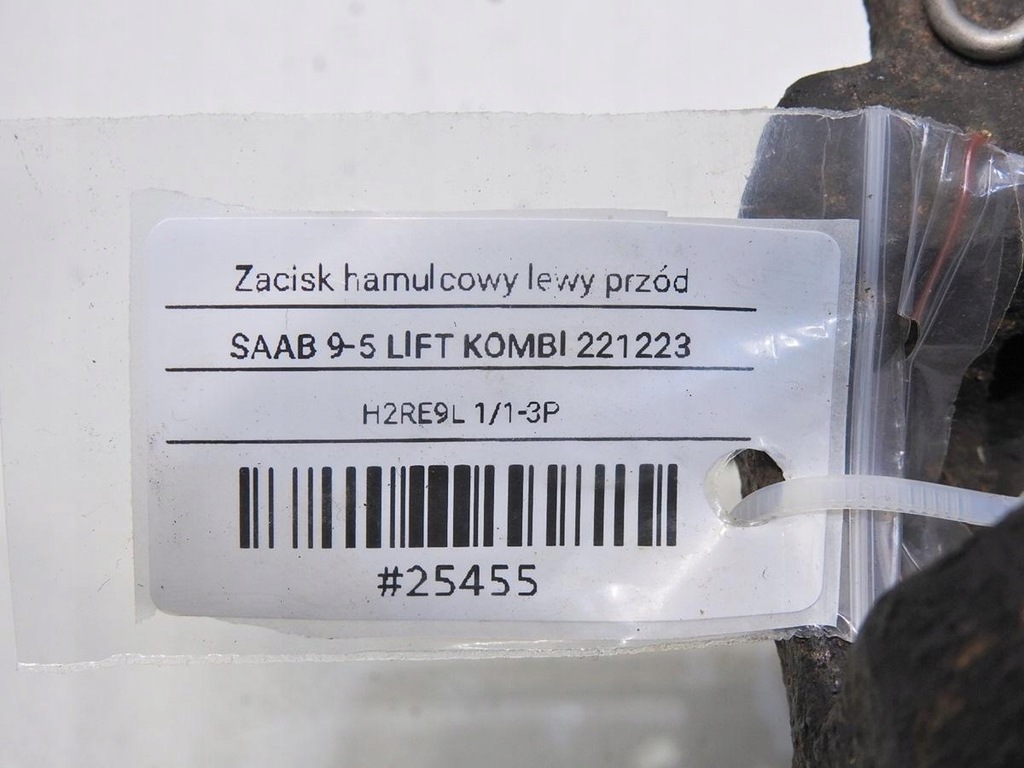 Zacisk hamulcowy lewy przód
SAAB 9-5 LIFT KOMBI 221223
H2RE9L 1/1-3P
#25455